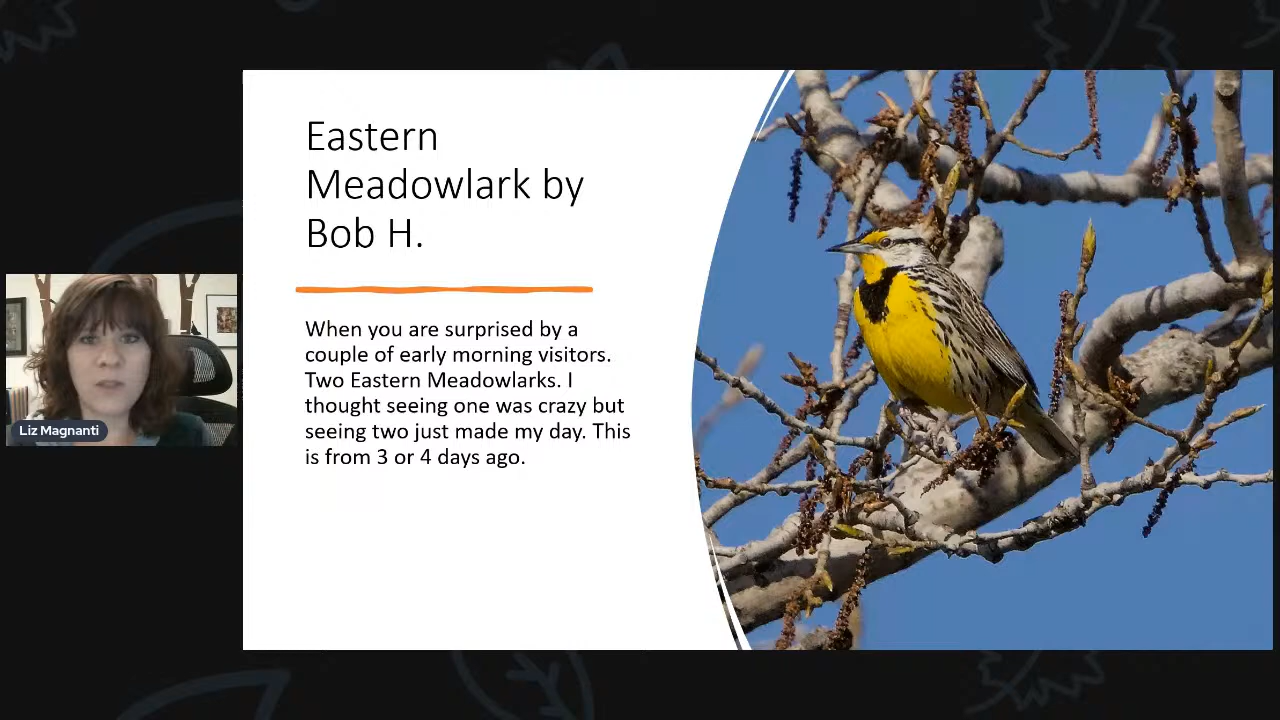 Eastern
Meadowlark by
Bob H.
When you are surprised by a
couple of early morning visitors.
Two Eastern Meadowlarks. I
thought seeing one was crazy but
seeing two just made my day. This
is from 3 or 4 days ago.
Liz Magnanti